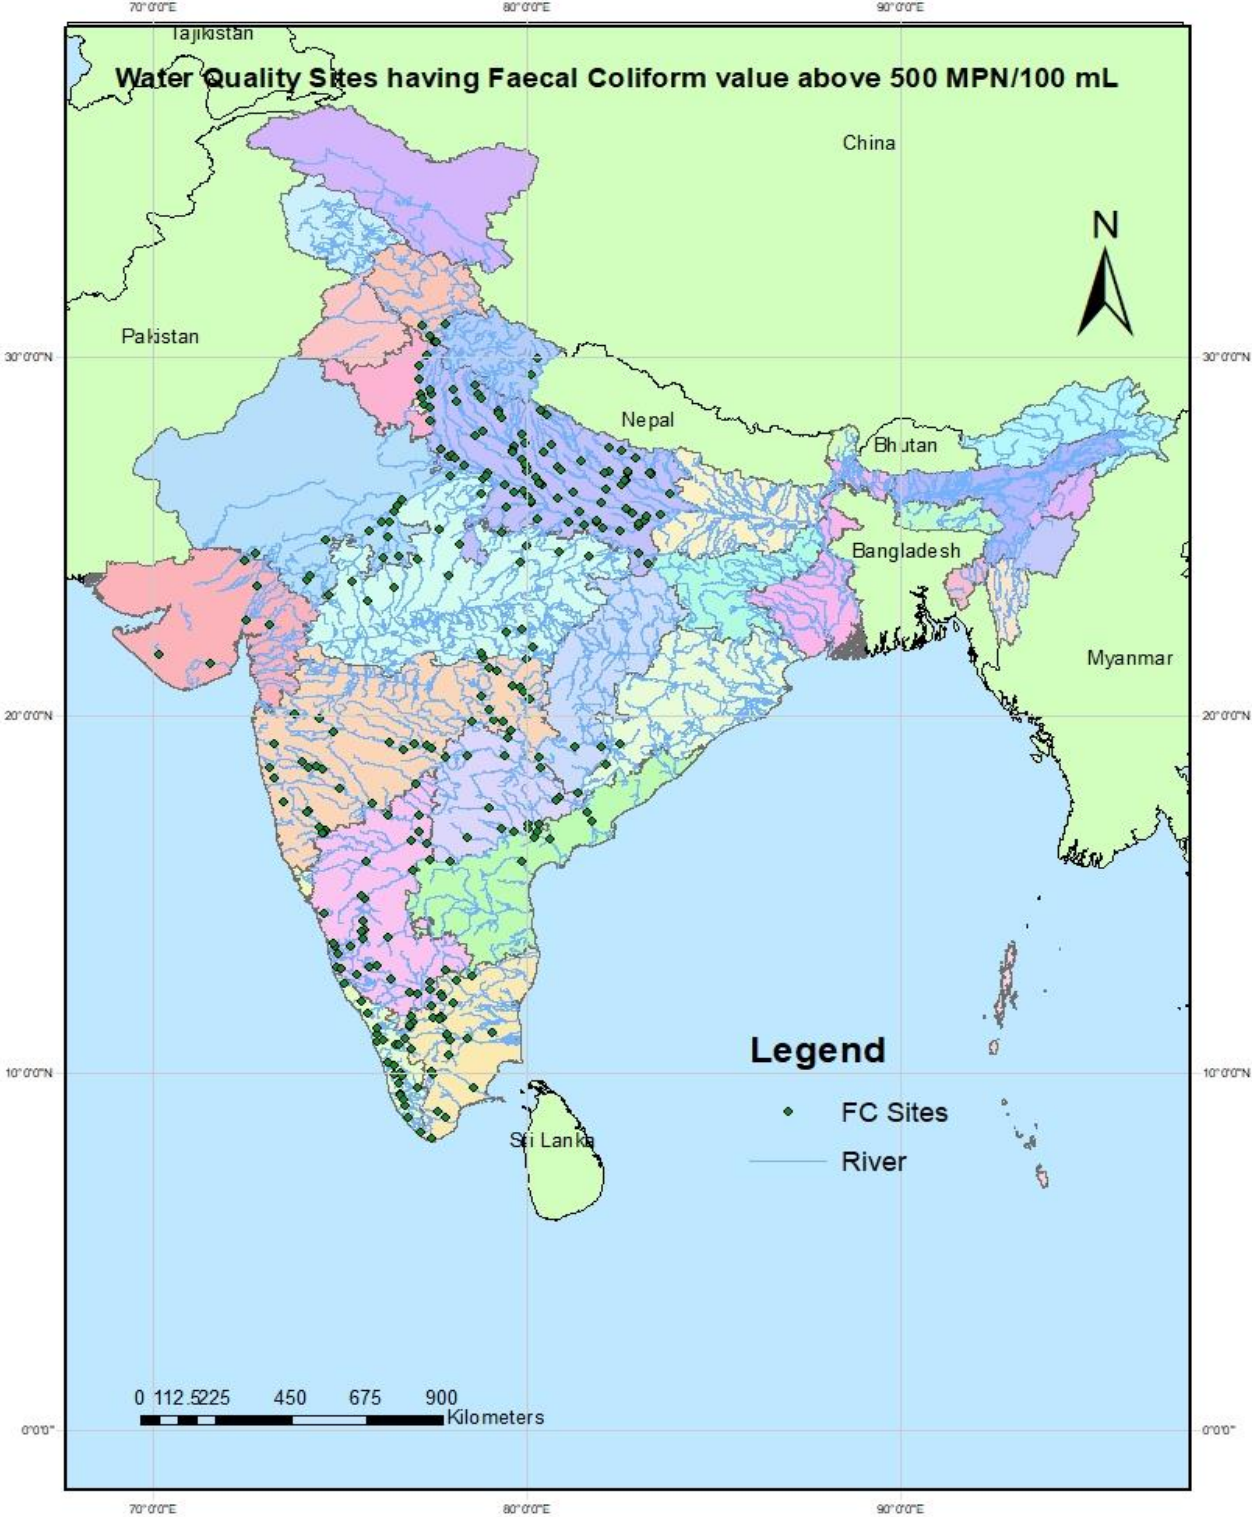 70°0'0"E 80°0'0"E 90°0'0"E
Tajikistan
Water Quality Sites having Faecal Coliform value above 500 MPN/100 mL
China
N
Pakistan
30°0'0"N 30°0'0"N
Nepal
Bhutan
Bangladesh
Myanmar
20°0'0"N 20°0'0"N
Legend
10°0'0"N 10°0'0"N
FC Sites
Sri Lanka
River
0 112.5 225 450 675 900
Kilometers
0°0'0" 0°0'0"
70°0'0"E 80°0'0"E 90°0'0"E